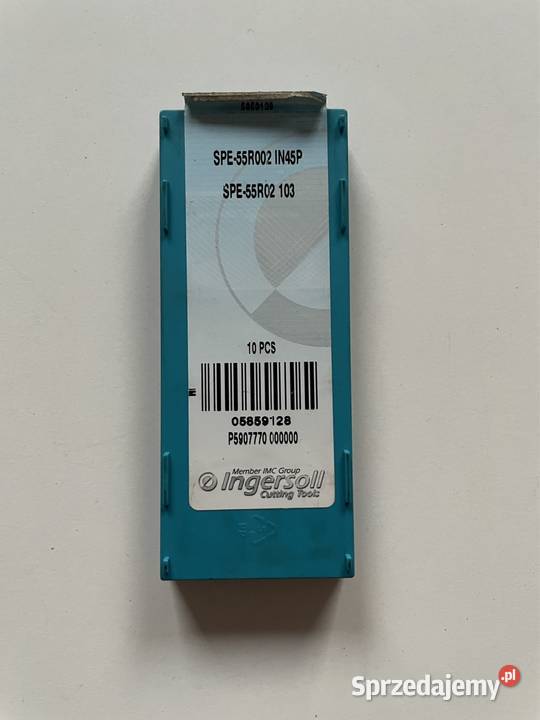 SPE-55R002 IN45P
SPE-55R02 103
10 PCS
05859128
P5907770 000000
Member IMC Group
Ingersoll
Cutting Tools
Sprzedajemy.pl